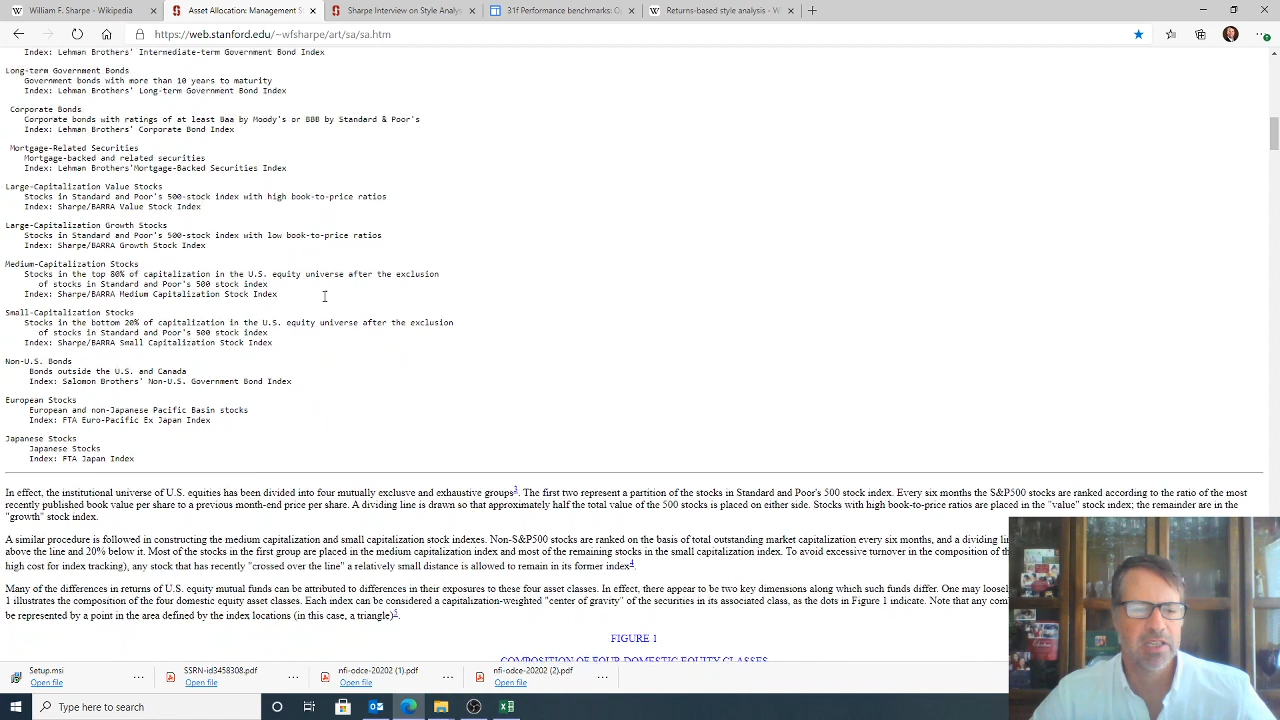 William F. Sharpe - Wikipedia
Asset Allocation: Management S
Sharpe Interview on Style Analys
31f Performance benchmarks: Op
Returns-based style analysis - Wi
https://web.stanford.edu/~wfsharpe/art/sa/sa.htm
Index: Lehman Brothers' Intermediate-term Government Bond Index
Long-term Government Bonds
Government bonds with more than 10 years to maturity
Index: Lehman Brothers' Long-term Government Bond Index
Corporate Bonds
Corporate bonds with ratings of at least Baa by Moody's or BBB by Standard & Poor's
Index: Lehman Brothers' Corporate Bond Index
Mortgage-Related Securities
Mortgage-backed and related securities
Index: Lehman Brothers'Mortgage-Backed Securities Index
Large-Capitalization Value Stocks
Stocks in Standard and Poor's 500-stock index with high book-to-price ratios
Index: Sharpe/BARRA Value Stock Index
Large-Capitalization Growth Stocks
Stocks in Standard and Poor's 500-stock index with low book-to-price ratios
Index: Sharpe/BARRA Growth Stock Index
Medium-Capitalization Stocks
Stocks in the top 80% of capitalization in the U.S. equity universe after the exclusion
of stocks in Standard and Poor's 500 stock index
Index: Sharpe/BARRA Medium Capitalization Stock Index
Small-Capitalization Stocks
Stocks in the bottom 20% of capitalization in the U.S. equity universe after the exclusion
of stocks in Standard and Poor's 500 stock index
Index: Sharpe/BARRA Small Capitalization Stock Index
Non-U.S. Bonds
Bonds outside the U.S. and Canada
Index: Salomon Brothers' Non-U.S. Government Bond Index
European Stocks
European and non-Japanese Pacific Basin stocks
Index: FTA Euro-Pacific Ex Japan Index
Japanese Stocks
Japanese Stocks
Index: FTA Japan Index
In effect, the institutional universe of U.S. equities has been divided into four mutually exclusve and exhaustive groups3. The first two represent a partition of the stocks in Standard and Poor's 500 stock index. Every six months the S&P500 stocks are ranked according to the ratio of the most
recently published book value per share to a previous month-end price per share. A dividing line is drawn so that approximately half the total value of the 500 stocks is placed on either side. Stocks with high book-to-price ratios are placed in the "value" stock index; the remainder are in the
"growth" stock index.
A similar procedure is followed in constructing the medium capitalization and small capitalization stock indexes. Non-S&P500 stocks are ranked on the basis of total outstanding market capitalization every six months, and a dividing li
above the line and 20% below it. Most of the stocks in the first group are placed in the medium capitalization index and most of the remaining stocks in the small capitalization index. To avoid excessive turnover in the composition of th
high cost for index tracking), any stock that has recently "crossed over the line" a relatively small distance is allowed to remain in its former index4.
Many of the differences in returns of U.S. equity mutual funds can be attributed to differences in their exposures to these four asset classes. In effect, there appear to be two key dimensions along which such funds differ. One may loosel
1 illustrates the composition of the four domestic equity asset classes. Each index can be considered a capitalization-weighted "center of gravity" of the securities in its associated class, as the dots in Figure 1 indicate. Note that any com
be represented by a point in the area defined by the index locations (in this case, a triangle)5.
FIGURE 1
COMPOSITION OF FOUR DOMESTIC EQUITY CLASSES
Setup.msi
Open file
SSRN-id3458308.pdf
Open file
nfi-odce-20202 (1).pdf
Open file
nfi-odce-20202 (2).pdf
Open file
Type here to search